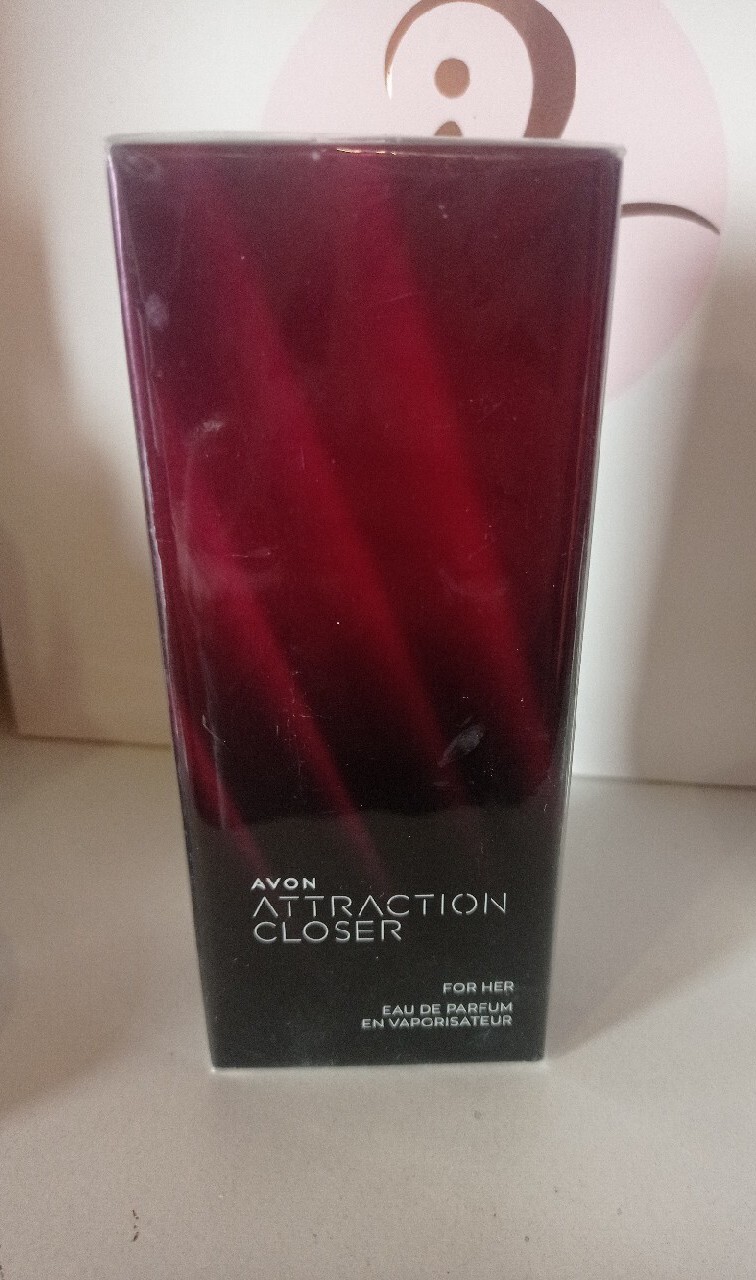 AVON
ATTRACTION
CLOSER
FOR HER
EAU DE PARFUM
EN VAPORISATEUR